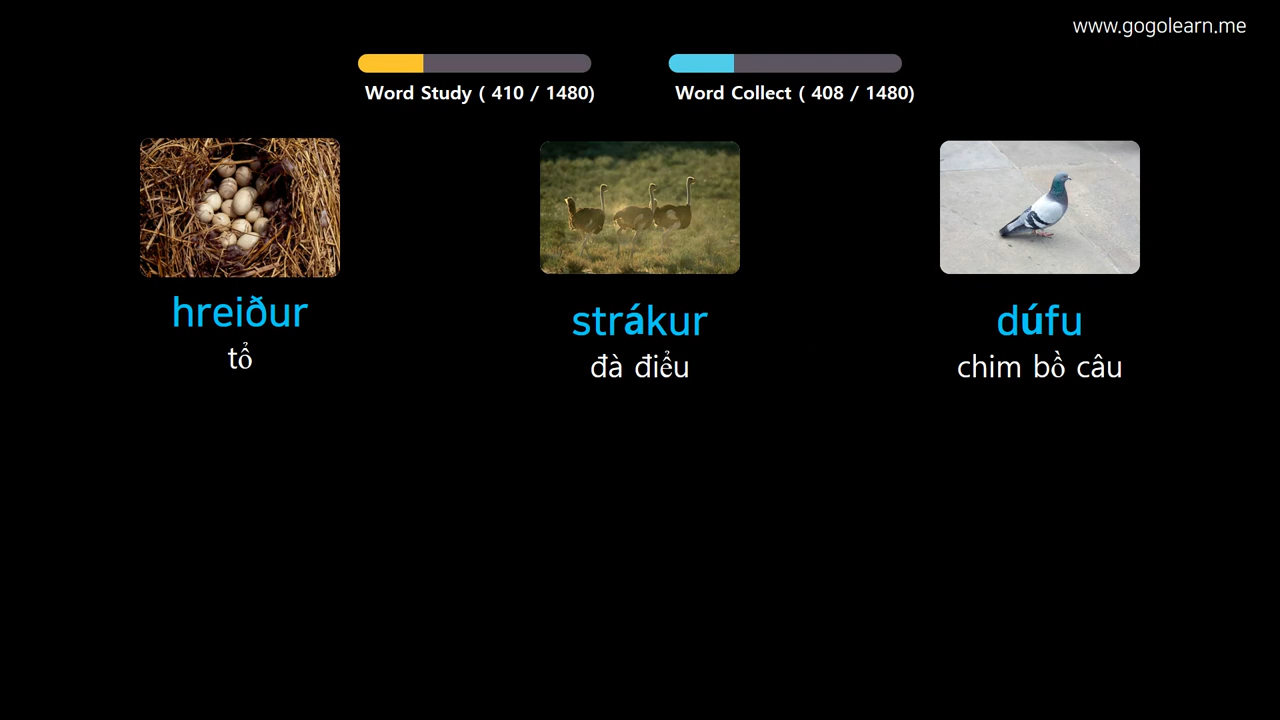 www.gogolearn.me
Word Study ( 410 / 1480)
Word Collect ( 408 / 1480)
hreiður
strákur
dúfu
tổ
đà điểu
chim bồ câu